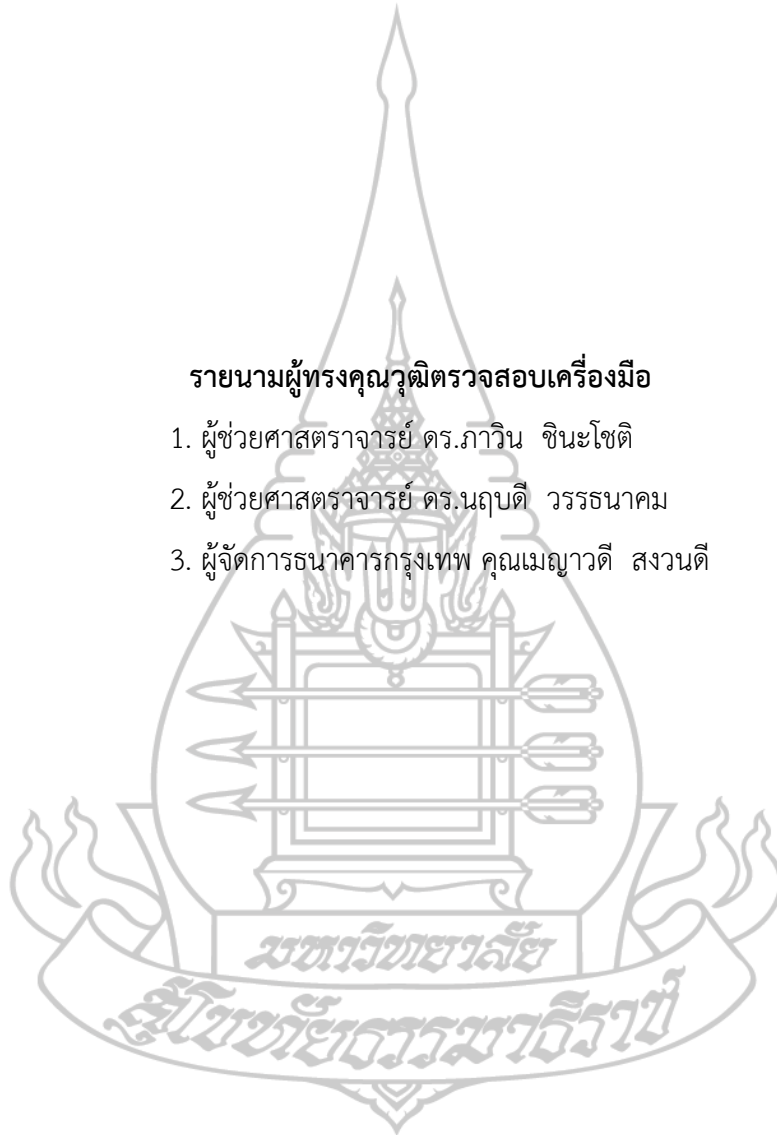 รายนามผู้ทรงคุณวุฒิตรวจสอบเครื่องมือ
1. ผู้ช่วยศาสตราจารย์ ดร.ภาวิน ชินะโชติ
2. ผู้ช่วยศาสตราจารย์ ดร.นฤบดี วรรธนาคม
3. ผู้จัดการธนาคารกรุงเทพ คุณเมญาวดี สงวนดี
มหาวิทยาลัย
สุโขทัยธรรมาธิราช